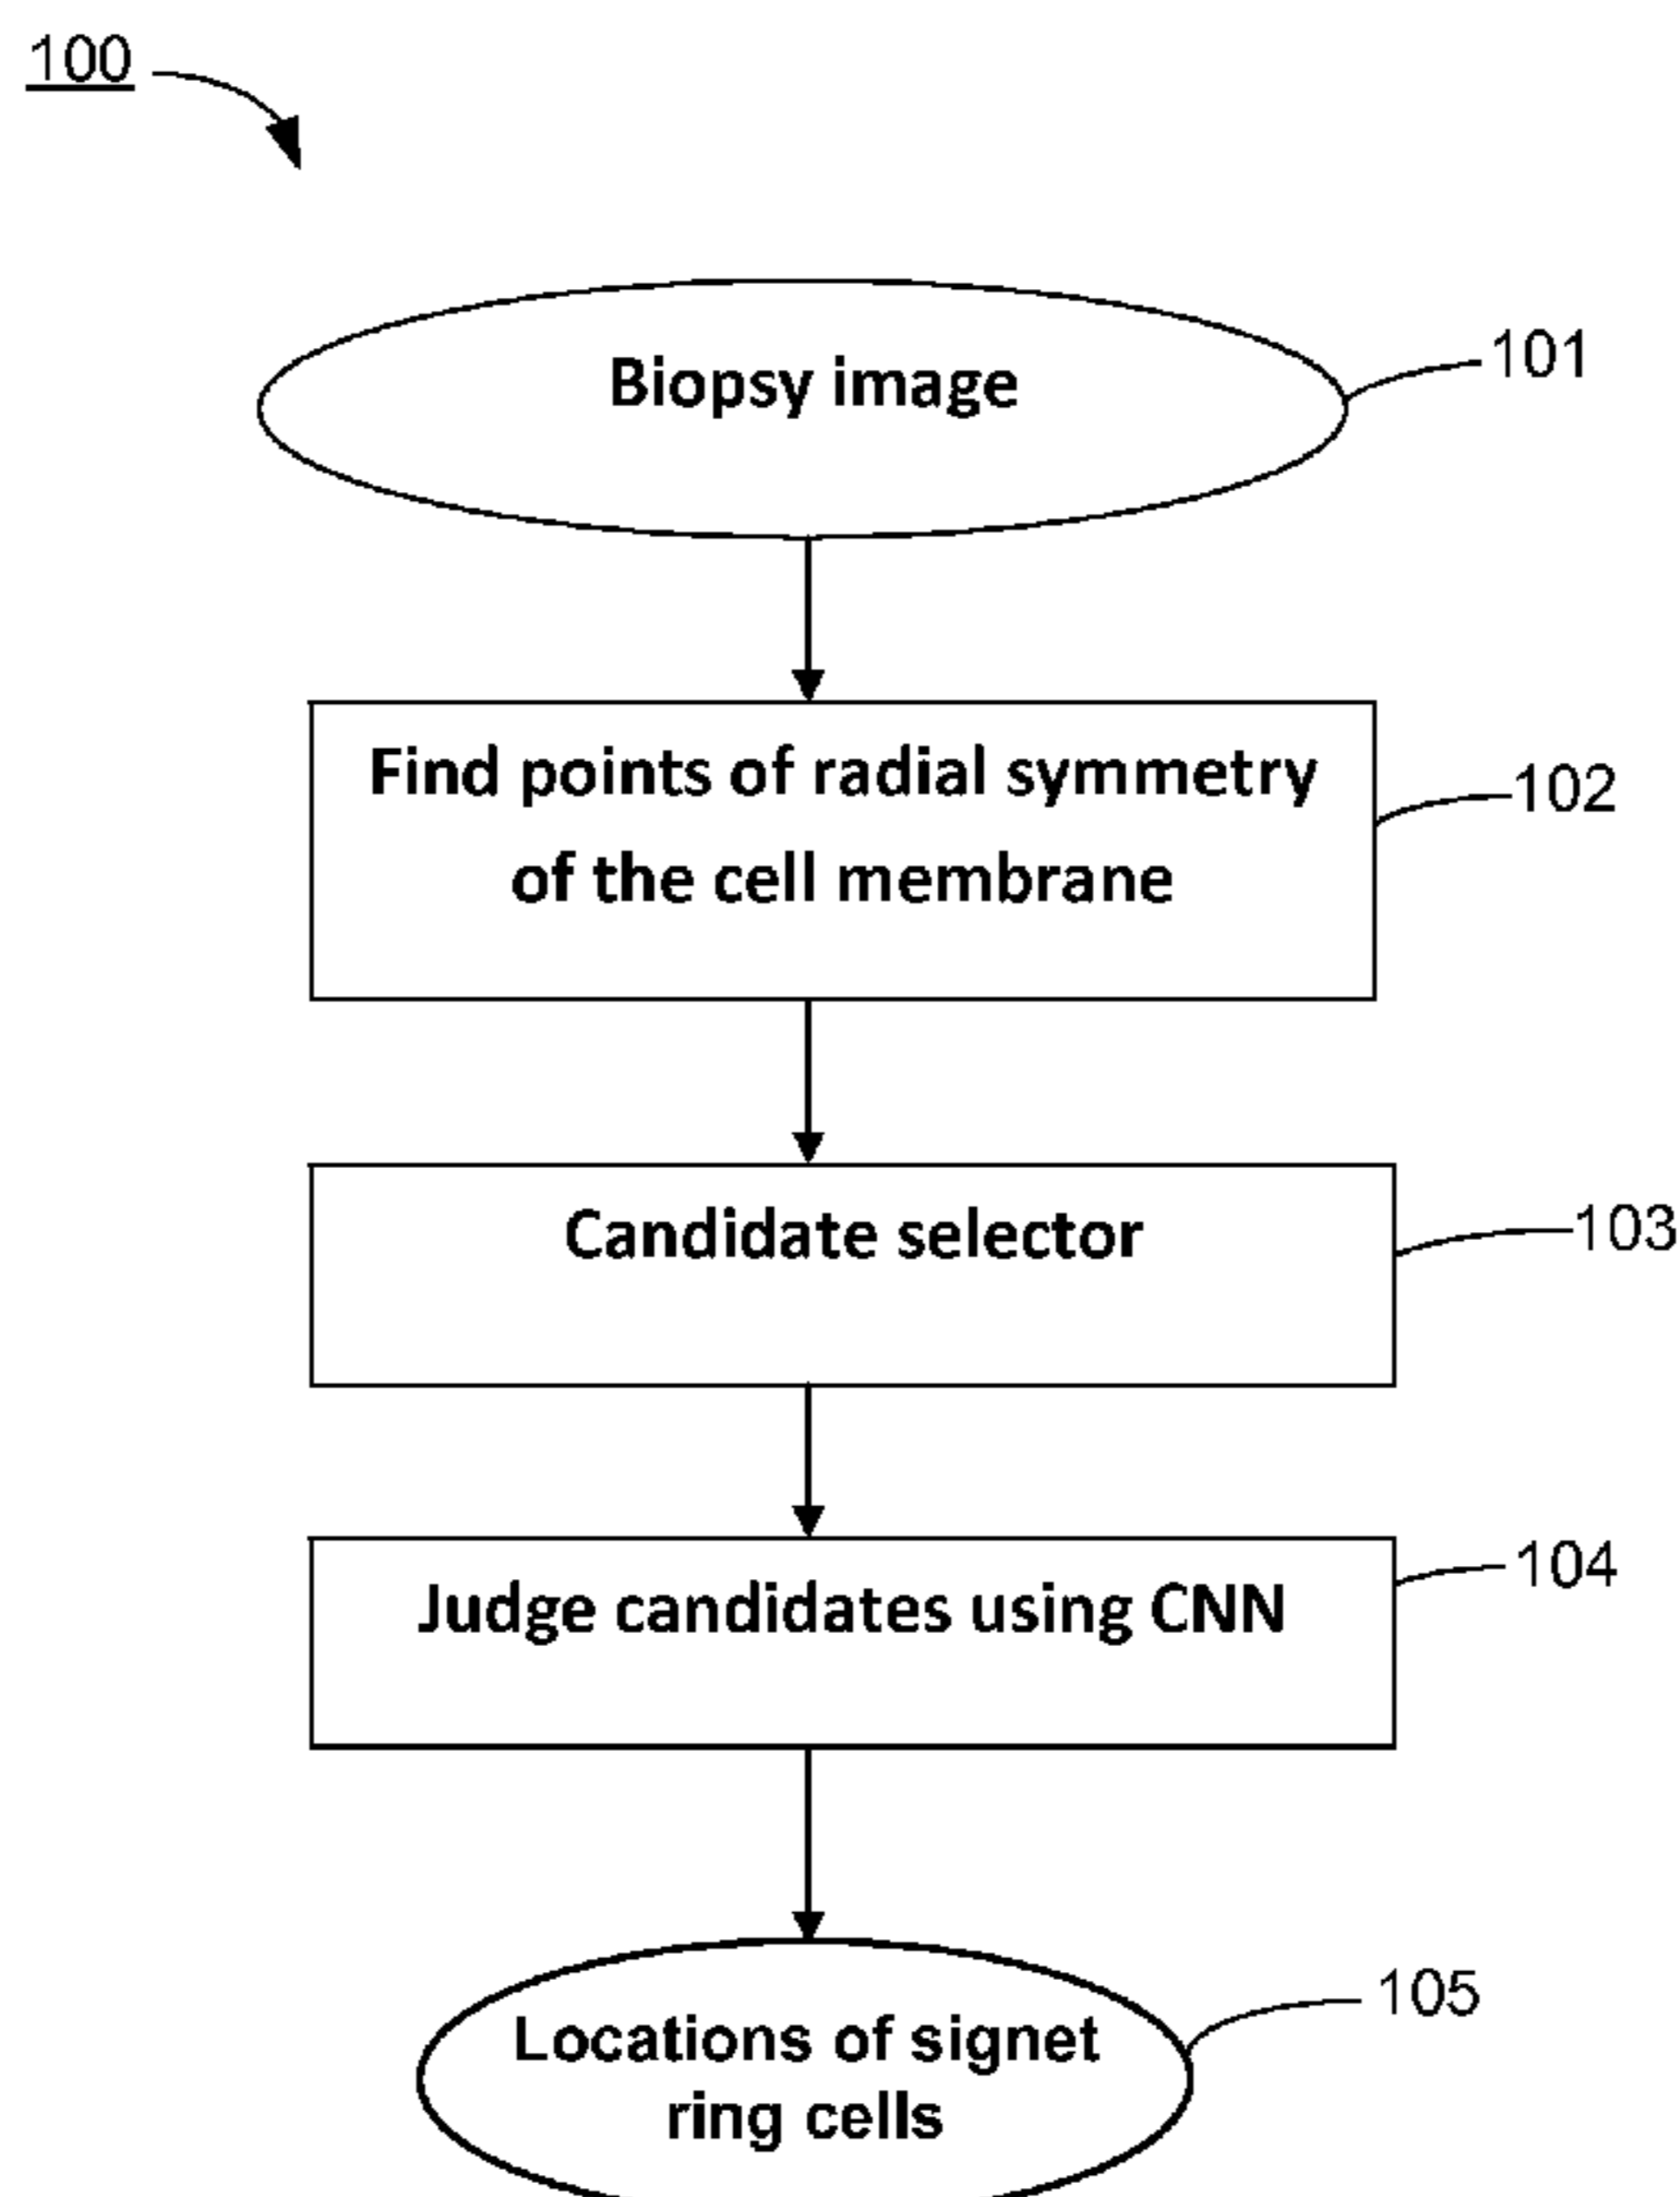 100
Biopsy image
101
Find points of radial symmetry
of the cell membrane
102
Candidate selector
103
Judge candidates using CNN
104
Locations of signet
ring cells
105